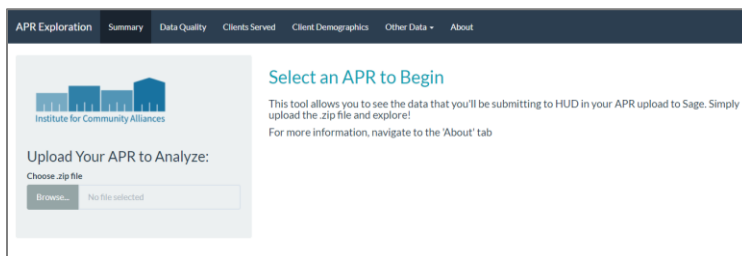 APR Exploration Summary Data Quality Clients Served Client Demographics Other Data About
Institute for Community Alliances
Upload Your APR to Analyze:
Choose .zip file
Browse... No file selected
Select an APR to Begin
This tool allows you to see the data that you'll be submitting to HUD in your APR upload to Sage. Simply
upload the .zip file and explore!
For more information, navigate to the 'About' tab